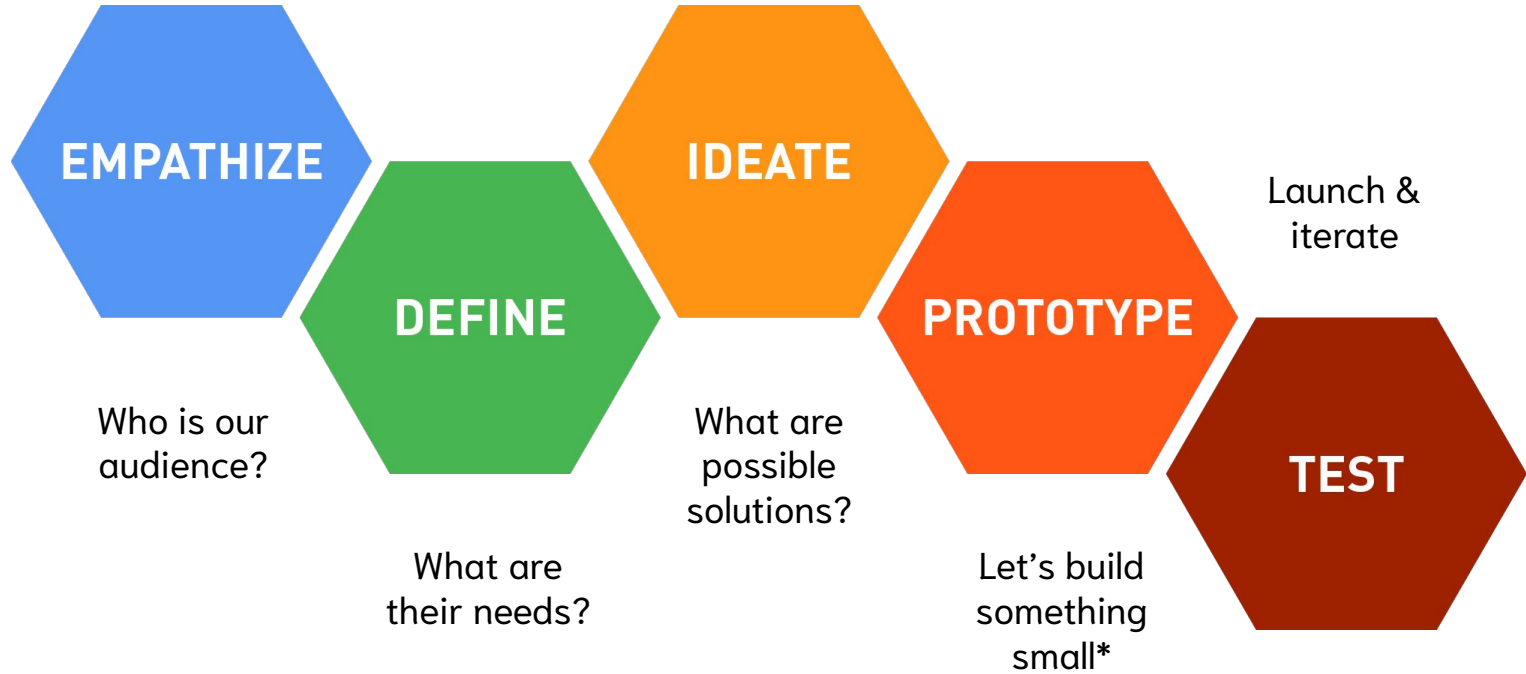 EMPATHIZE
Who is our
audience?
DEFINE
What are
their needs?
IDEATE
What are
possible
solutions?
PROTOTYPE
Let’s build
something
small*
TEST
Launch &
iterate